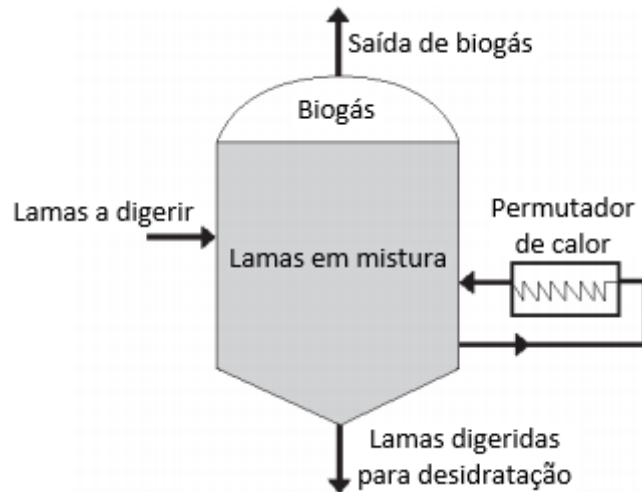 Saída de biogás
Biogás
Lamas a digerir
Permutador
de calor
Lamas em mistura
Lamas digeridas
para desidratação